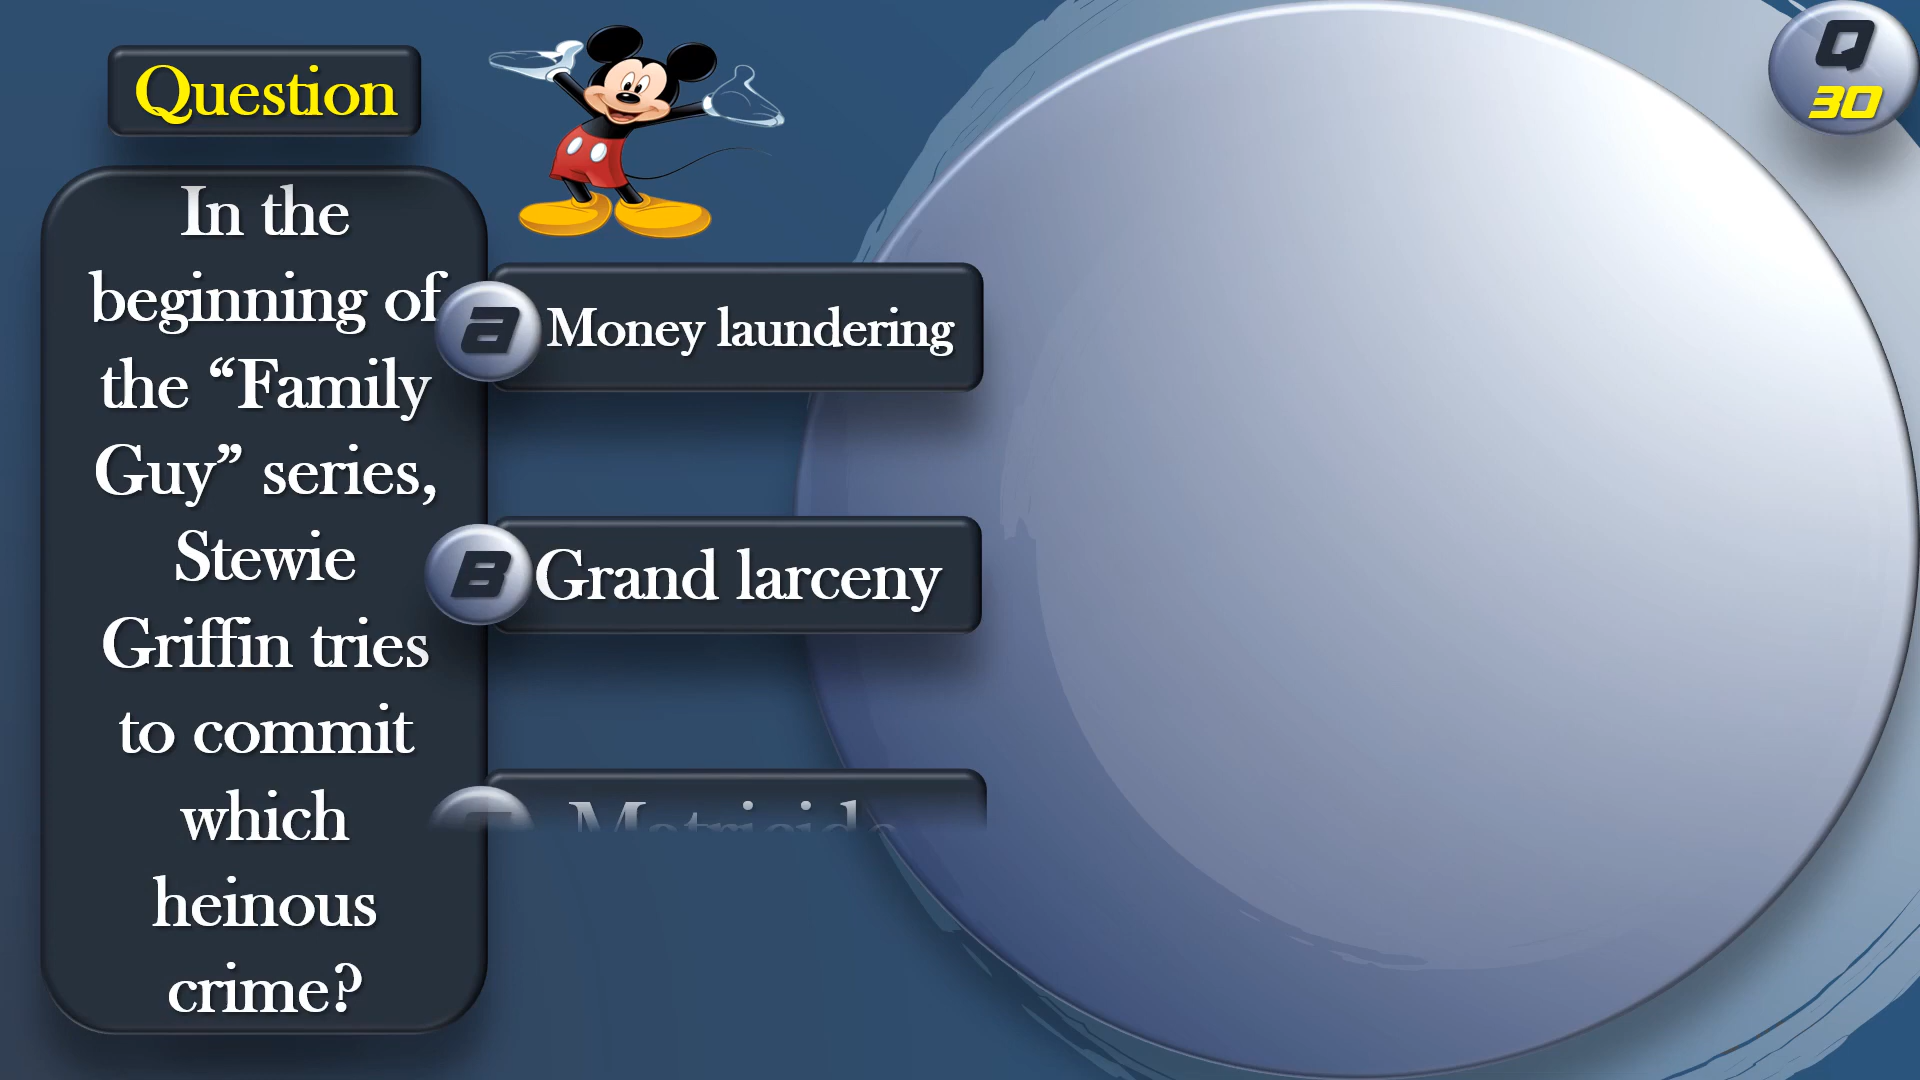 Question
Q
30
In the
beginning of
the “Family
Guy” series,
Stewie
Griffin tries
to commit
which
heinous
crime?
a Money laundering
B Grand larceny
Matricide